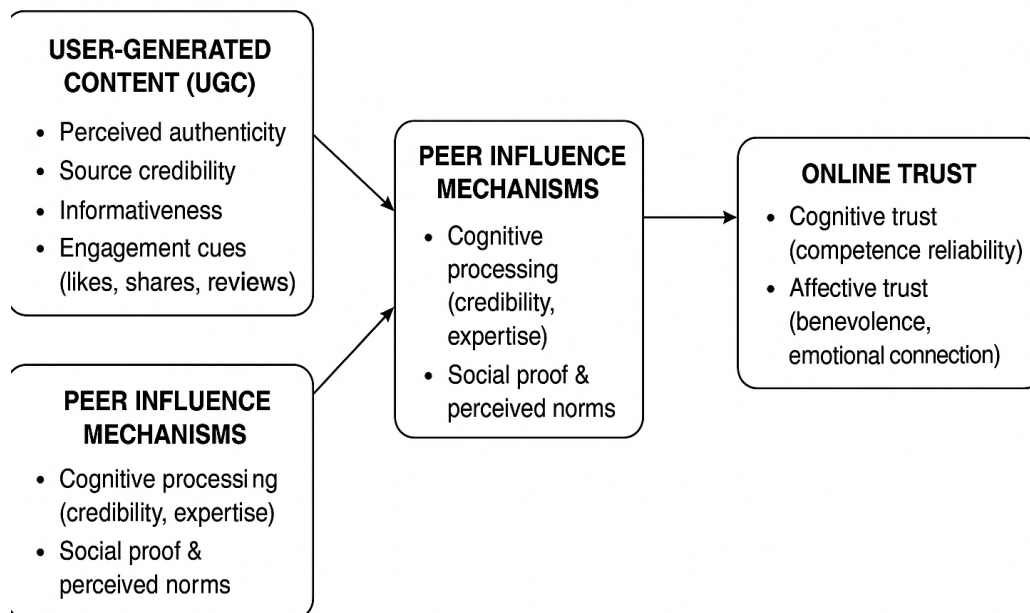 USER-GENERATED
CONTENT (UGC)
• Perceived authenticity
• Source credibility
• Informativeness
• Engagement cues
(likes, shares, reviews)
PEER INFLUENCE
MECHANISMS
• Cognitive processing
(credibility, expertise)
• Social proof &
perceived norms
PEER INFLUENCE
MECHANISMS
• Cognitive
processing
(credibility,
expertise)
• Social proof &
perceived norms
ONLINE TRUST
• Cognitive trust
(competence reliability)
• Affective trust
(benevolence,
emotional connection)